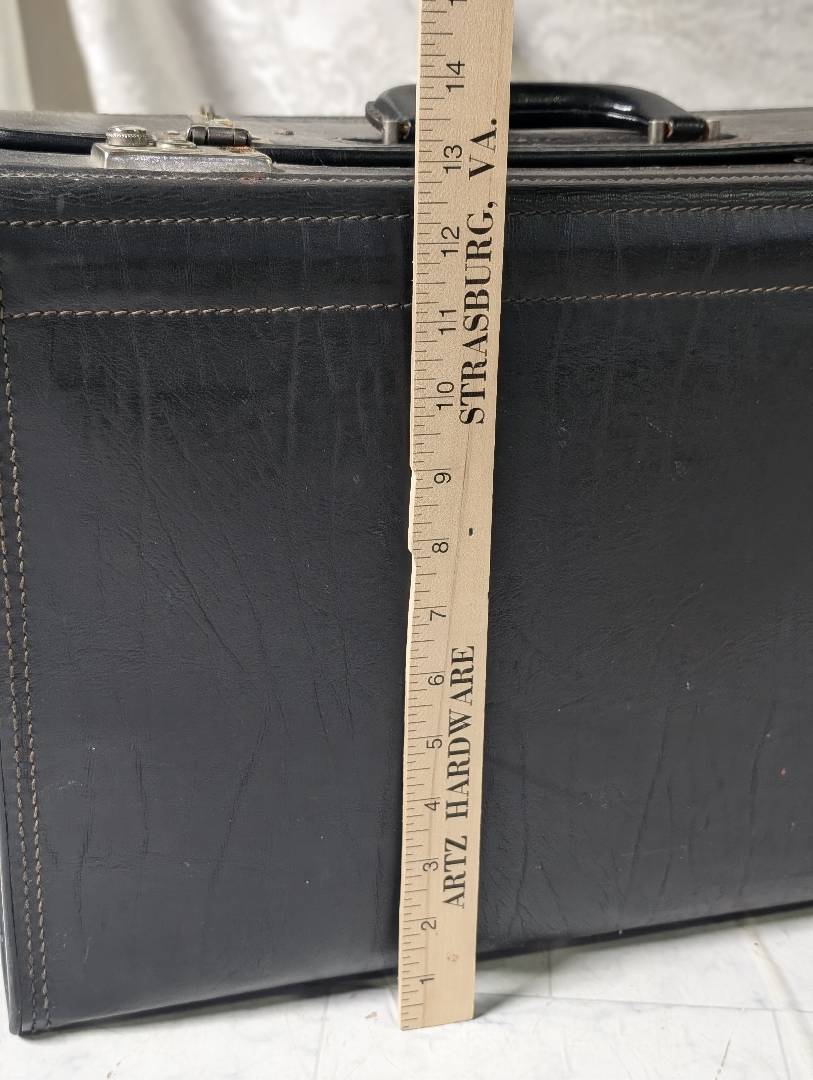 ARTZ HARDWARE - STRASBURG, VA.
1 2 3 4 5 6 7 8 9 10 11 12 13 14